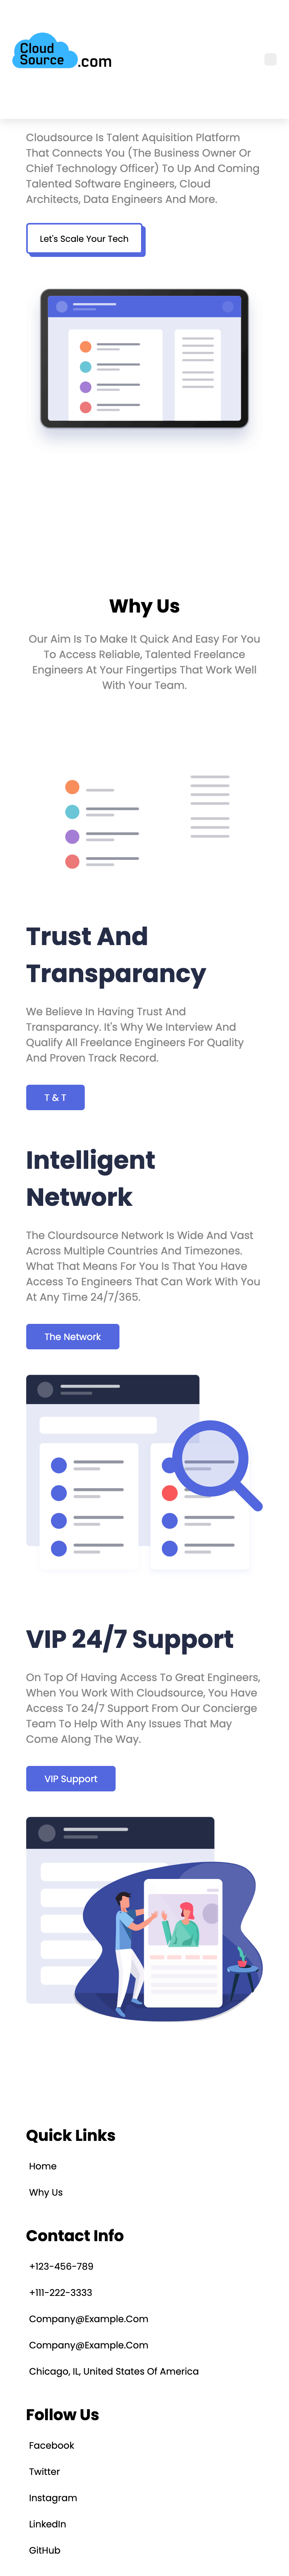 Cloud
Source.com
Cloudsource Is Talent Aquisition Platform
That Connects You (The Business Owner Or
Chief Technology Officer) To Up And Coming
Talented Software Engineers, Cloud
Architects, Data Engineers And More.
Let's Scale Your Tech
Why Us
Our Aim Is To Make It Quick And Easy For You
To Access Reliable, Talented Freelance
Engineers At Your Fingertips That Work Well
With Your Team.
Trust And
Transparancy
We Believe In Having Trust And
Transparancy. It's Why We Interview And
Qualify All Freelance Engineers For Quality
And Proven Track Record.
T & T
Intelligent
Network
The Clourdsource Network Is Wide And Vast
Across Multiple Countries And Timezones.
What That Means For You Is That You Have
Access To Engineers That Can Work With You
At Any Time 24/7/365.
The Network
VIP 24/7 Support
On Top Of Having Access To Great Engineers,
When You Work With Cloudsource, You Have
Access To 24/7 Support From Our Concierge
Team To Help With Any Issues That May
Come Along The Way.
VIP Support
Quick Links
Home
Why Us
Contact Info
+123-456-789
+111-222-3333
Company@Example.Com
Company@Example.Com
Chicago, IL, United States Of America
Follow Us
Facebook
Twitter
Instagram
LinkedIn
GitHub